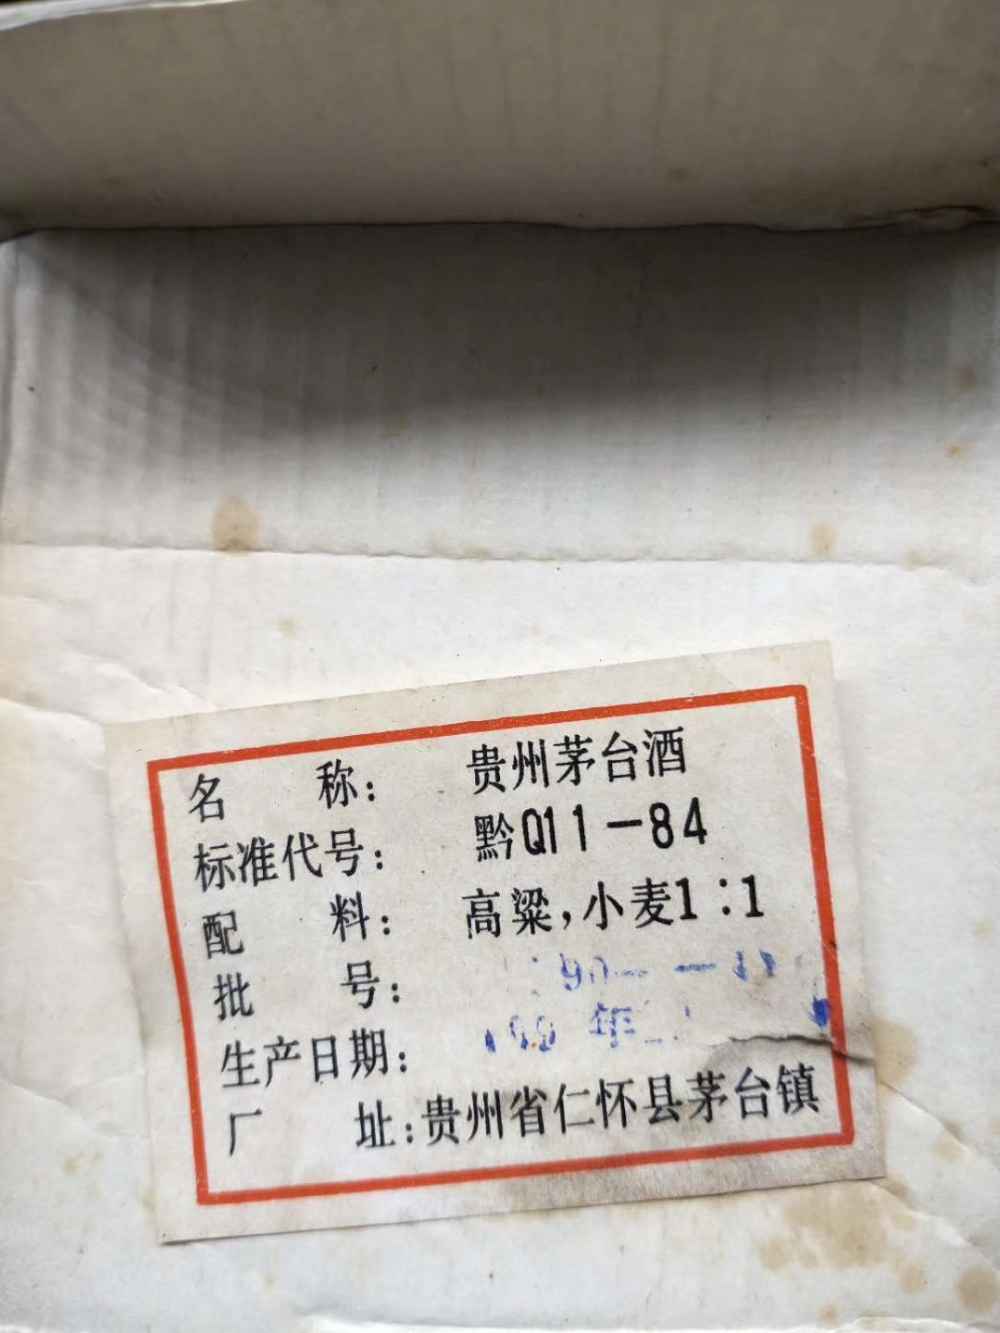 名 称: 贵州茅台酒
标准代号: 黔Q11-84
配 料: 高粱,小麦1:1
批 号:
生产日期: 年
厂 址:贵州省仁怀县茅台镇